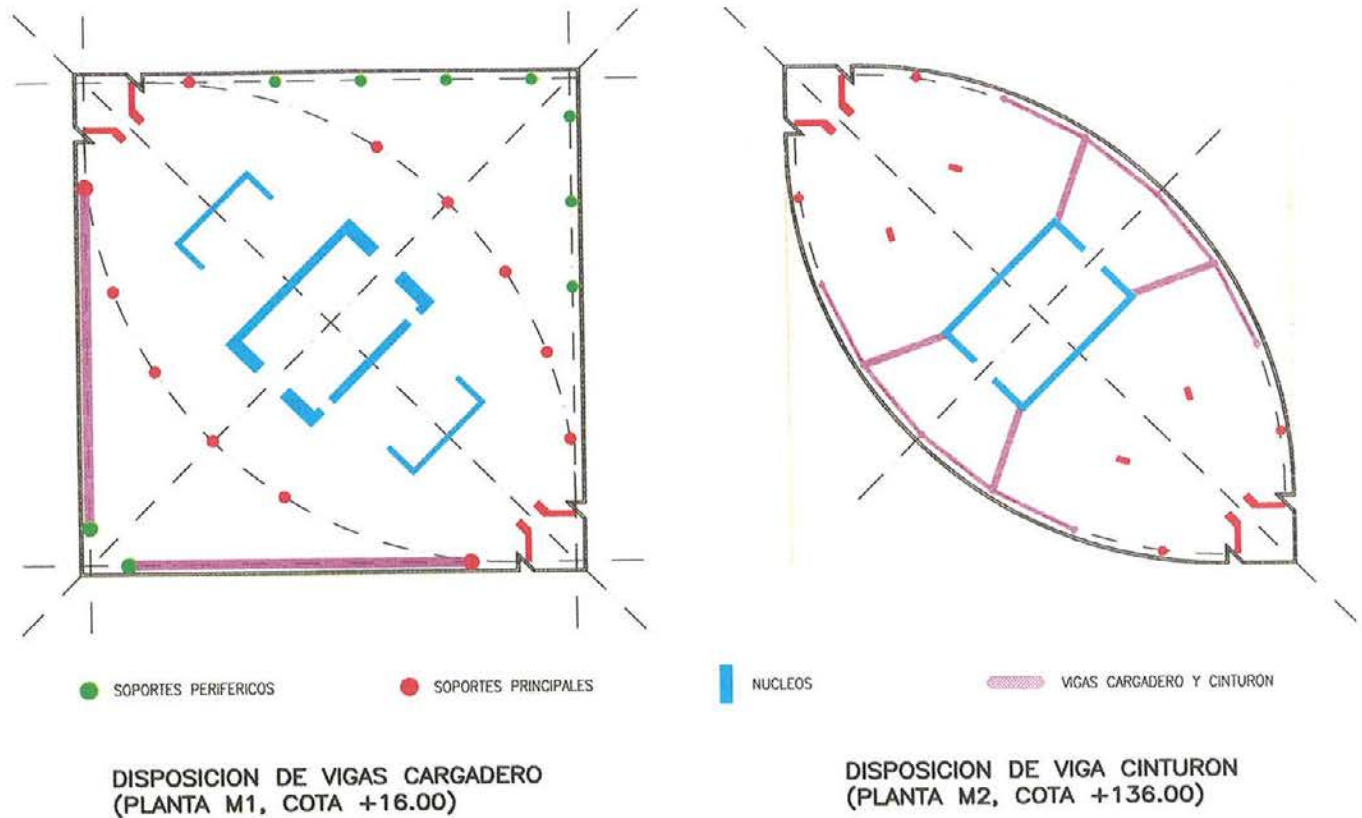 SOPORTES PERIFERICOS
SOPORTES PRINCIPALES
NUCLEOS
VIGAS CARGADERO Y CINTURON
DISPOSICION DE VIGAS CARGADERO
(PLANTA M1, COTA +16.00)
DISPOSICION DE VIGA CINTURON
(PLANTA M2, COTA +136.00)